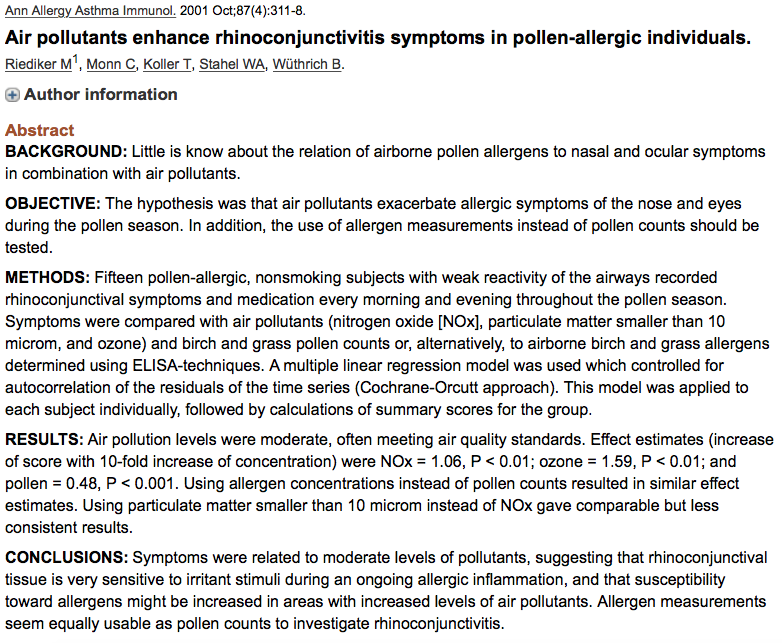 Ann Allergy Asthma Immunol. 2001 Oct;87(4):311-8.
Air pollutants enhance rhinoconjunctivitis symptoms in pollen-allergic individuals.
Riediker M1, Monn C, Koller T, Stahel WA, Wüthrich B.
Author information
Abstract
BACKGROUND: Little is know about the relation of airborne pollen allergens to nasal and ocular symptoms
in combination with air pollutants.
OBJECTIVE: The hypothesis was that air pollutants exacerbate allergic symptoms of the nose and eyes
during the pollen season. In addition, the use of allergen measurements instead of pollen counts should be
tested.
METHODS: Fifteen pollen-allergic, nonsmoking subjects with weak reactivity of the airways recorded
rhinoconjunctival symptoms and medication every morning and evening throughout the pollen season.
Symptoms were compared with air pollutants (nitrogen oxide [NOx], particulate matter smaller than 10
microm, and ozone) and birch and grass pollen counts or, alternatively, to airborne birch and grass allergens
determined using ELISA-techniques. A multiple linear regression model was used which controlled for
autocorrelation of the residuals of the time series (Cochrane-Orcutt approach). This model was applied to
each subject individually, followed by calculations of summary scores for the group.
RESULTS: Air pollution levels were moderate, often meeting air quality standards. Effect estimates (increase
of score with 10-fold increase of concentration) were NOx = 1.06, P < 0.01; ozone = 1.59, P < 0.01; and
pollen = 0.48, P < 0.001. Using allergen concentrations instead of pollen counts resulted in similar effect
estimates. Using particulate matter smaller than 10 microm instead of NOx gave comparable but less
consistent results.
CONCLUSIONS: Symptoms were related to moderate levels of pollutants, suggesting that rhinoconjunctival
tissue is very sensitive to irritant stimuli during an ongoing allergic inflammation, and that susceptibility
toward allergens might be increased in areas with increased levels of air pollutants. Allergen measurements
seem equally usable as pollen counts to investigate rhinoconjunctivitis.